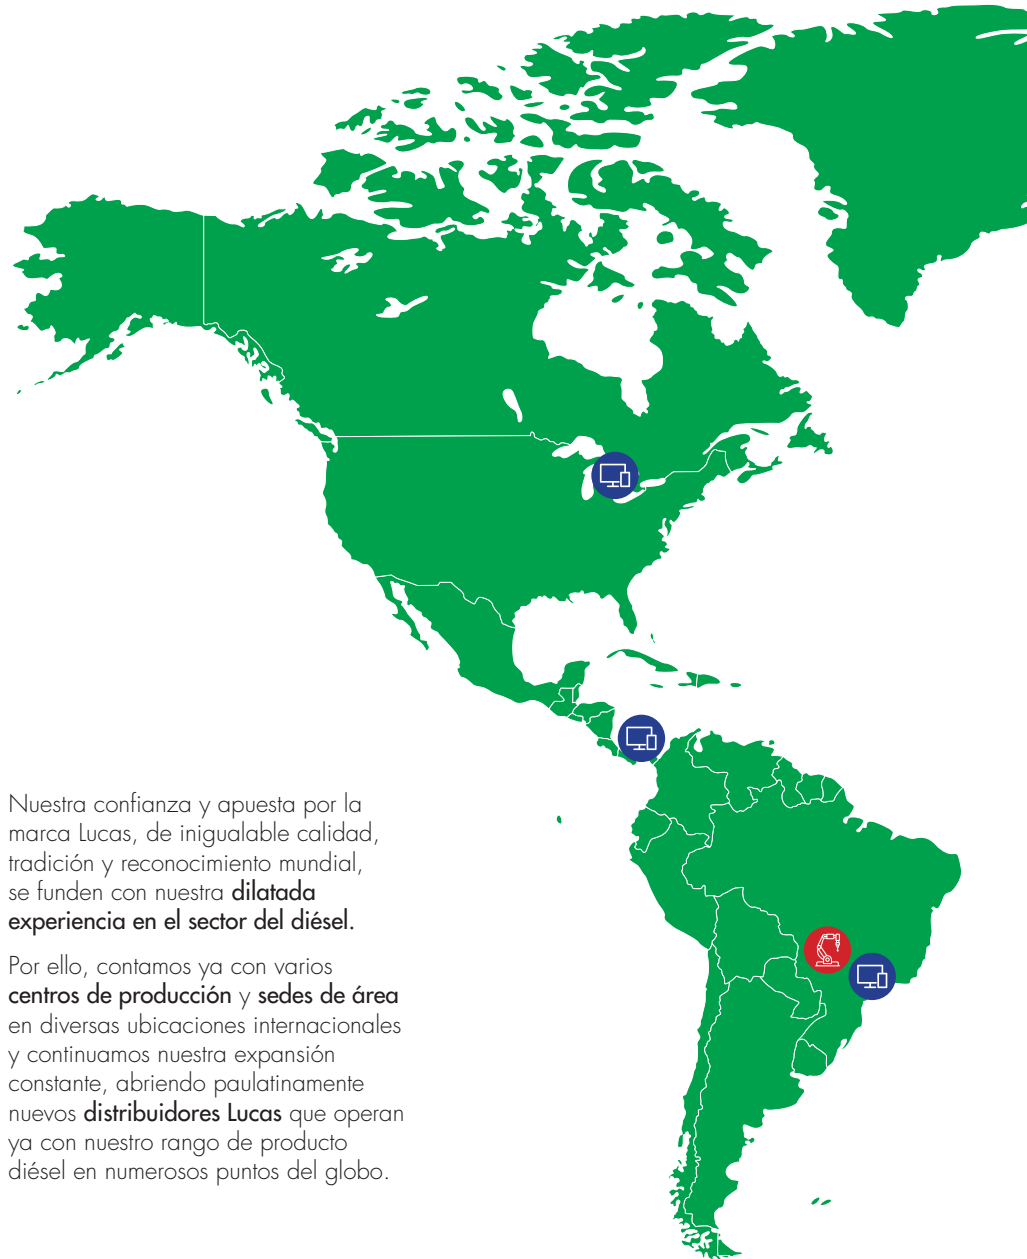 Nuestra confianza y apuesta por la
marca Lucas, de inigualable calidad,
tradición y reconocimiento mundial,
se funden con nuestra dilatada
experiencia en el sector del diésel.
Por ello, contamos ya con varios
centros de producción y sedes de área
en diversas ubicaciones internacionales
y continuamos nuestra expansión
constante, abriendo paulatinamente
nuevos distribuidores Lucas que operan
ya con nuestro rango de producto
diésel en numerosos puntos del globo.